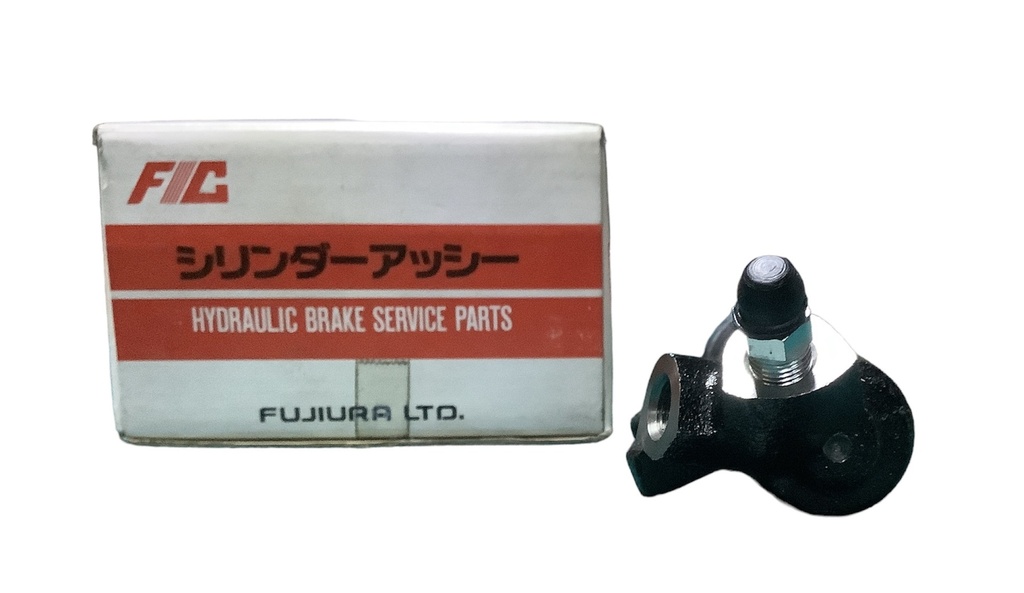 FIC
シリンダーアッシー
HYDRAULIC BRAKE SERVICE PARTS
FUJIURA LTD.